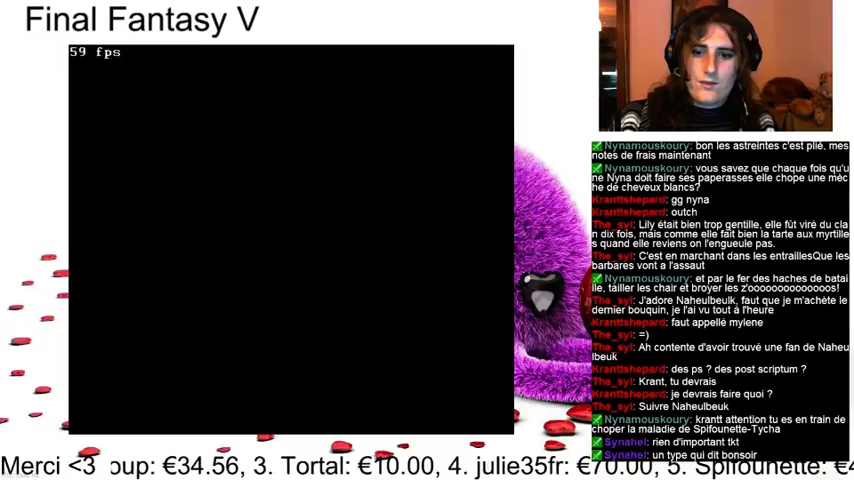 Final Fantasy V
59 fps
Nynamouskoury: bon les astreintes c'est plié, mes
notes de frais maintenant
Nynamouskoury: vous savez que chaque fois qu'u
ne Nyna doit faire ses paperasses elle chope une mèc
he de cheveux blancs?
Kranttshepard: gg nyna
Kranttshepard: outch
The_syl: Lily était bien trop gentille, elle fût viré du cla
n dix fois, mais comme elle fait bien la tarte aux myrtille
s quand elle reviens on l'engueule pas.
The_syl: C'est en marchant dans les entraillesQue les
barbares vont a l'assaut
Nynamouskoury: et par le fer des haches de batai
lle, tailler les chair et broyer les z'oooooooooooooos!
The_syl: J'adore Naheulbeulk, faut que je m'achète le
dernier bouquin, je l'ai vu tout à l'heure
Kranttshepard: faut appellé mylene
The_syl: =)
The_syl: Ah contente d'avoir trouvé une fan de Naheu
lbeuk
Kranttshepard: des ps ? des post scriptum ?
The_syl: Krant, tu devrais
Kranttshepard: je devrais faire quoi ?
The_syl: Suivre Naheulbeuk
Nynamouskoury: krantt attention tu es en train de
choper la maladie de Spifounette-Tycha
Synahel: rien d'important tkt
Synahel: un type qui dit bonsoir
Merci <3 oup: €34.56, 3. Tortal: €10.00, 4. julie35fr: €70.00, 5. Spifounette: €4